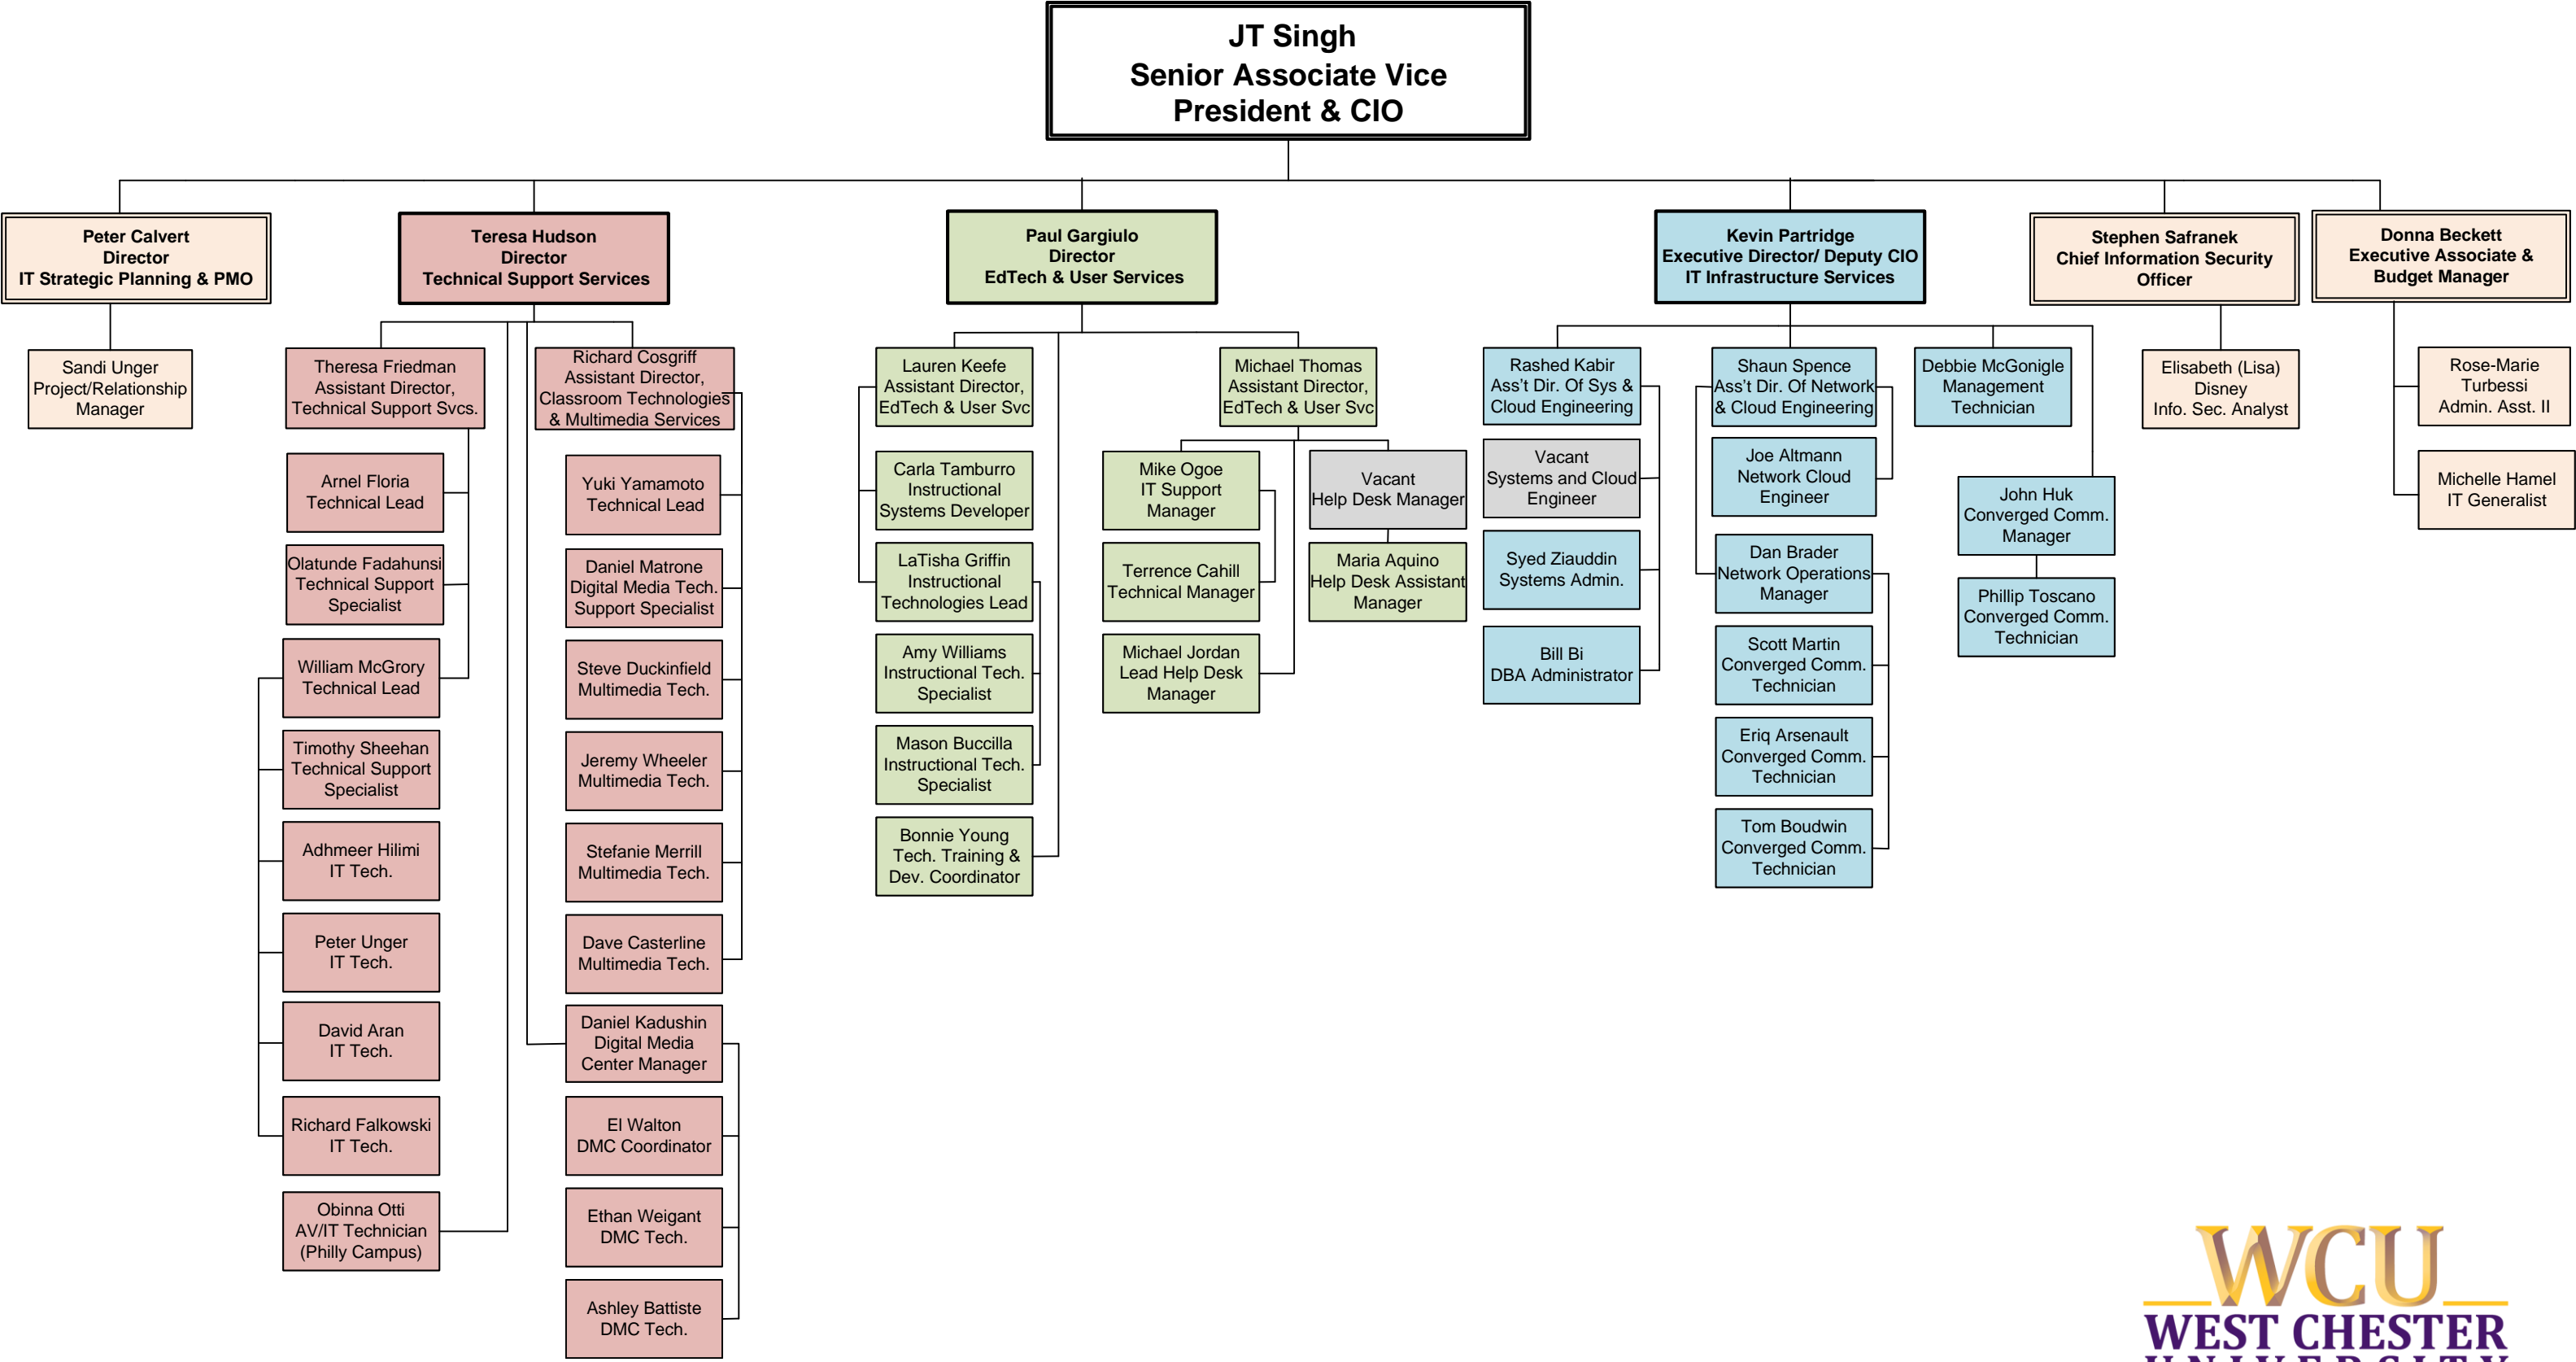 JT Singh
Senior Associate Vice
President & CIO
Peter Calvert
Director
IT Strategic Planning & PMO
Sandi Unger
Project/Relationship
Manager
Teresa Hudson
Director
Technical Support Services
Theresa Friedman
Assistant Director,
Technical Support Svcs.
Arnel Floria
Technical Lead
Olatunde Fadahunsi
Technical Support
Specialist
William McGrory
Technical Lead
Timothy Sheehan
Technical Support
Specialist
Adhmeer Hilimi
IT Tech.
Peter Unger
IT Tech.
David Aran
IT Tech.
Richard Falkowski
IT Tech.
Obinna Otti
AV/IT Technician
(Philly Campus)
Richard Cosgriff
Assistant Director,
Classroom Technologies
& Multimedia Services
Yuki Yamamoto
Technical Lead
Daniel Matrone
Digital Media Tech.
Support Specialist
Steve Duckinfield
Multimedia Tech.
Jeremy Wheeler
Multimedia Tech.
Stefanie Merrill
Multimedia Tech.
Dave Casterline
Multimedia Tech.
Daniel Kadushin
Digital Media
Center Manager
El Walton
DMC Coordinator
Ethan Weigant
DMC Tech.
Ashley Battiste
DMC Tech.
Paul Gargiulo
Director
EdTech & User Services
Lauren Keefe
Assistant Director,
EdTech & User Svc
Carla Tamburro
Instructional
Systems Developer
LaTisha Griffin
Instructional
Technologies Lead
Amy Williams
Instructional Tech.
Specialist
Mason Buccilla
Instructional Tech.
Specialist
Bonnie Young
Tech. Training &
Dev. Coordinator
Michael Thomas
Assistant Director,
EdTech & User Svc
Mike Ogoe
IT Support
Manager
Terrence Cahill
Technical Manager
Michael Jordan
Lead Help Desk
Manager
Vacant
Help Desk Manager
Maria Aquino
Help Desk Assistant
Manager
Kevin Partridge
Executive Director/ Deputy CIO
IT Infrastructure Services
Rashed Kabir
Ass't Dir. Of Sys &
Cloud Engineering
Vacant
Systems and Cloud
Engineer
Syed Ziauddin
Systems Admin.
Bill Bi
DBA Administrator
Shaun Spence
Ass't Dir. Of Network
& Cloud Engineering
Joe Altmann
Network Cloud
Engineer
Dan Brader
Network Operations
Manager
Scott Martin
Converged Comm.
Technician
Eriq Arsenault
Converged Comm.
Technician
Tom Boudwin
Converged Comm.
Technician
Debbie McGonigle
Management
Technician
John Huk
Converged Comm.
Manager
Phillip Toscano
Converged Comm.
Technician
Stephen Safranek
Chief Information Security
Officer
Elisabeth (Lisa)
Disney
Info. Sec. Analyst
Donna Beckett
Executive Associate &
Budget Manager
Rose-Marie
Turbessi
Admin. Asst. II
Michelle Hamel
IT Generalist
WCU
WEST CHESTER
UNIVERSITY